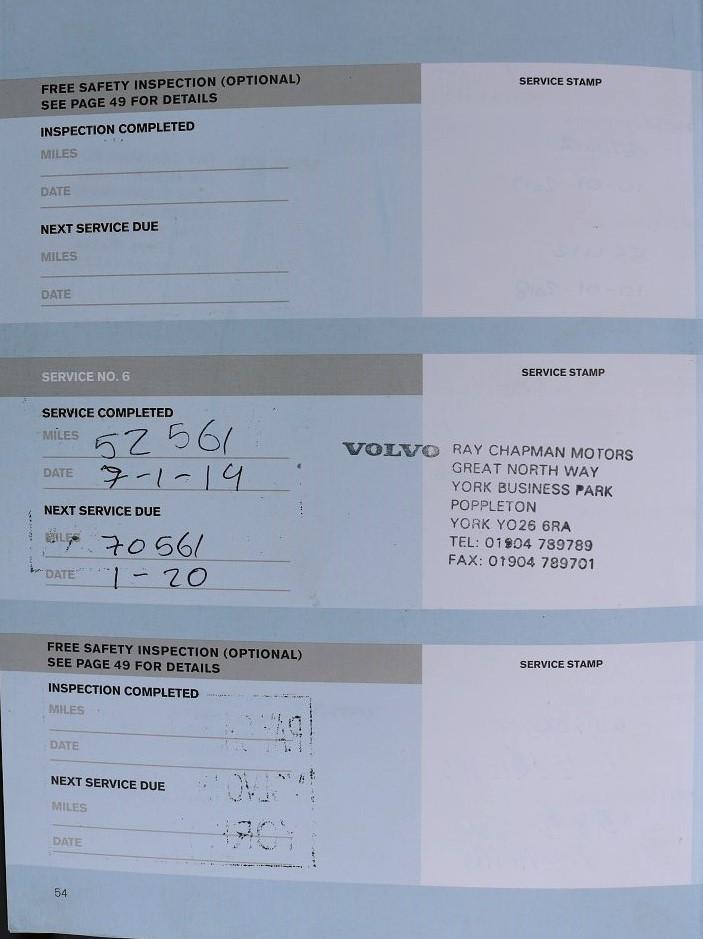 FREE SAFETY INSPECTION (OPTIONAL)
SEE PAGE 49 FOR DETAILS
SERVICE STAMP
INSPECTION COMPLETED
MILES
DATE
NEXT SERVICE DUE
MILES
DATE
SERVICE NO. 6
SERVICE STAMP
SERVICE COMPLETED
MILES 52 561
DATE 7-1-19
NEXT SERVICE DUE
MILES 70561
DATE 1-20
VOLVO RAY CHAPMAN MOTORS
GREAT NORTH WAY
YORK BUSINESS PARK
POPPLETON
YORK YO26 6RA
TEL: 01904 789789
FAX: 01904 789701
FREE SAFETY INSPECTION (OPTIONAL)
SEE PAGE 49 FOR DETAILS
SERVICE STAMP
INSPECTION COMPLETED
MILES
DATE
NEXT SERVICE DUE
MILES
DATE
54